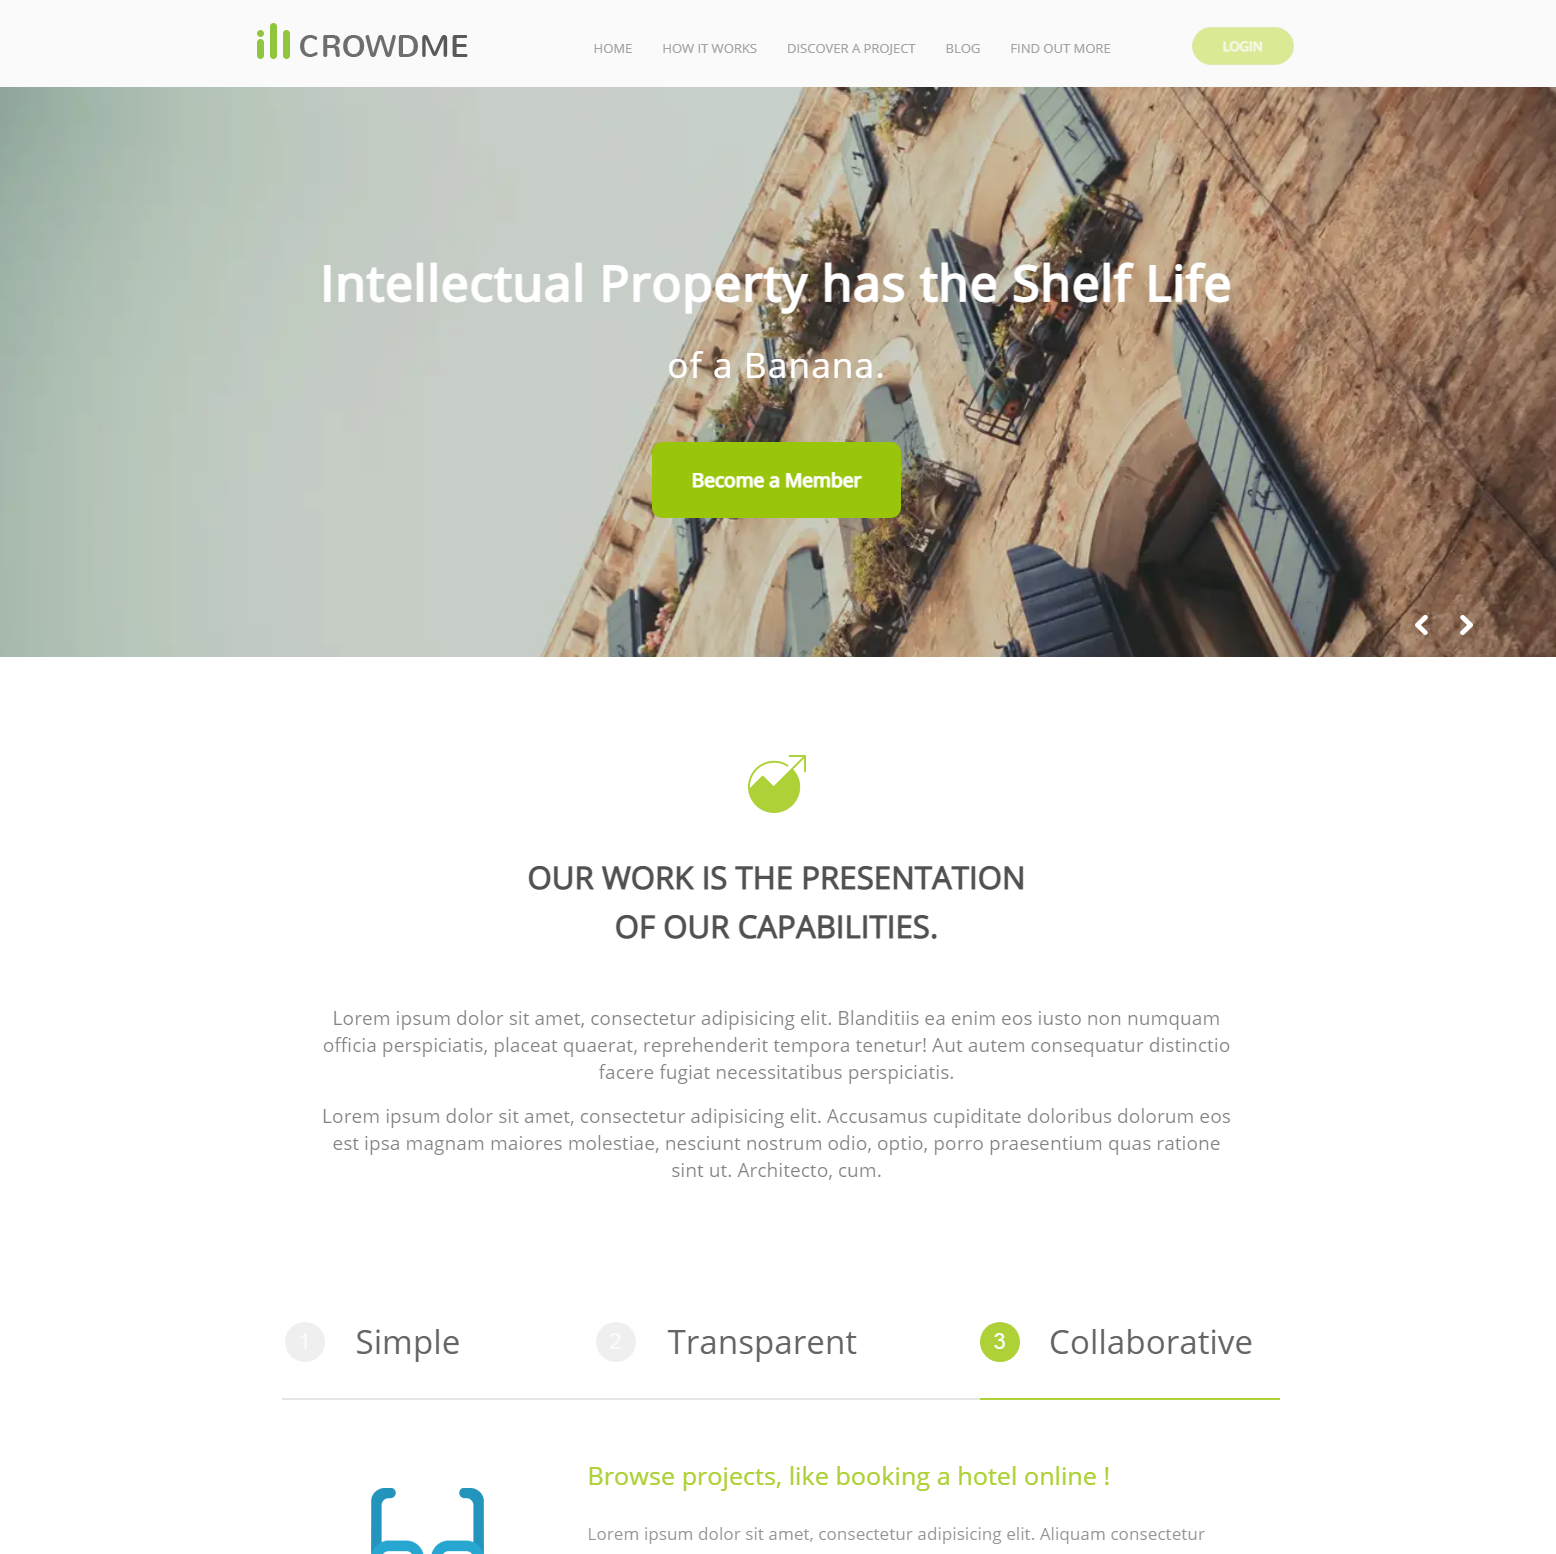 CROWDME
HOME HOW IT WORKS DISCOVER A PROJECT BLOG FIND OUT MORE LOGIN
Intellectual Property has the Shelf Life
of a Banana.
Become a Member
OUR WORK IS THE PRESENTATION
OF OUR CAPABILITIES.
Lorem ipsum dolor sit amet, consectetur adipisicing elit. Blanditiis ea enim eos iusto non numquam
officia perspiciatis, placeat quaerat, reprehenderit tempora tenetur! Aut autem consequatur distinctio
facere fugiat necessitatibus perspiciatis.
Lorem ipsum dolor sit amet, consectetur adipisicing elit. Accusamus cupiditate doloribus dolorum eos
est ipsa magnam maiores molestiae, nesciunt nostrum odio, optio, porro praesentium quas ratione
sint ut. Architecto, cum.
1 Simple 2 Transparent 3 Collaborative
Browse projects, like booking a hotel online !
Lorem ipsum dolor sit amet, consectetur adipisicing elit. Aliquam consectetur